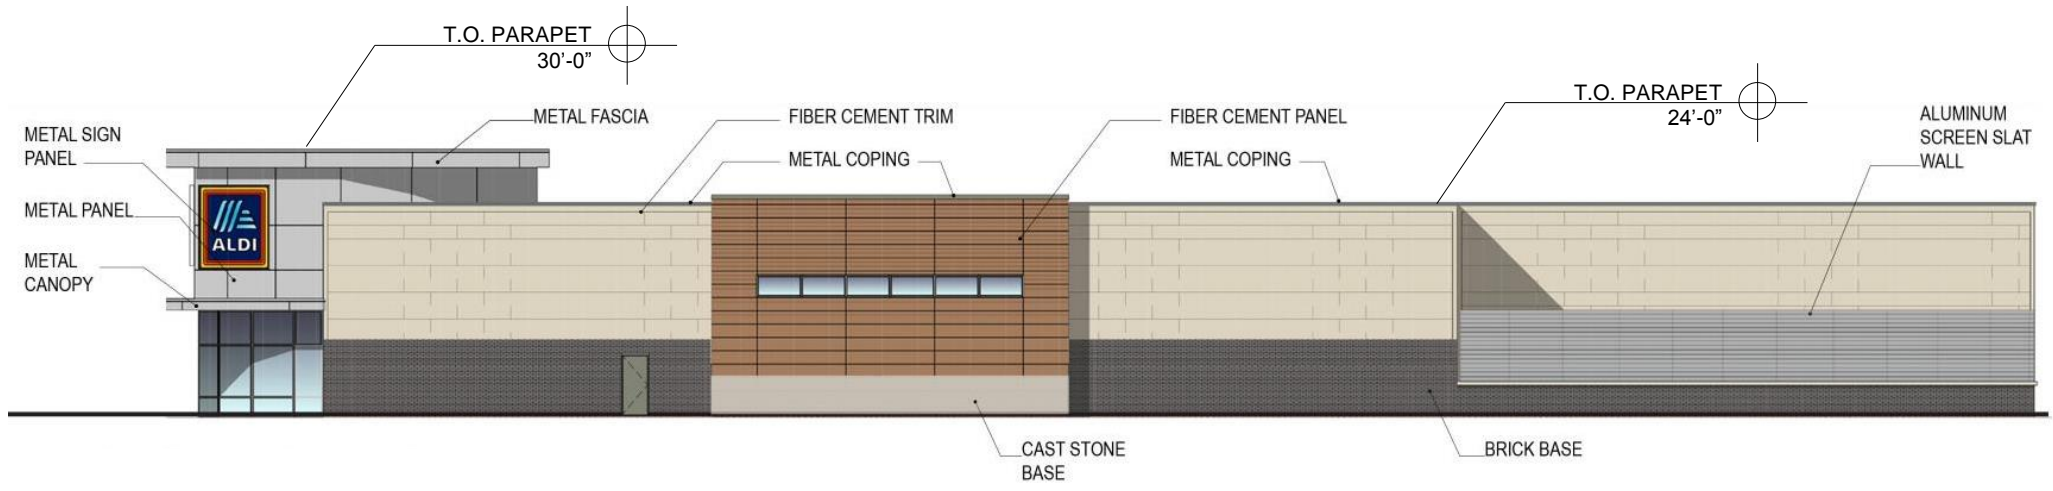 T.O. PARAPET
30’-0”
T.O. PARAPET
24’-0”
METAL FASCIA
FIBER CEMENT TRIM
FIBER CEMENT PANEL
ALUMINUM
SCREEN SLAT
WALL
METAL SIGN
PANEL
METAL COPING
METAL COPING
METAL PANEL
ALDI
METAL
CANOPY
CAST STONE
BASE
BRICK BASE